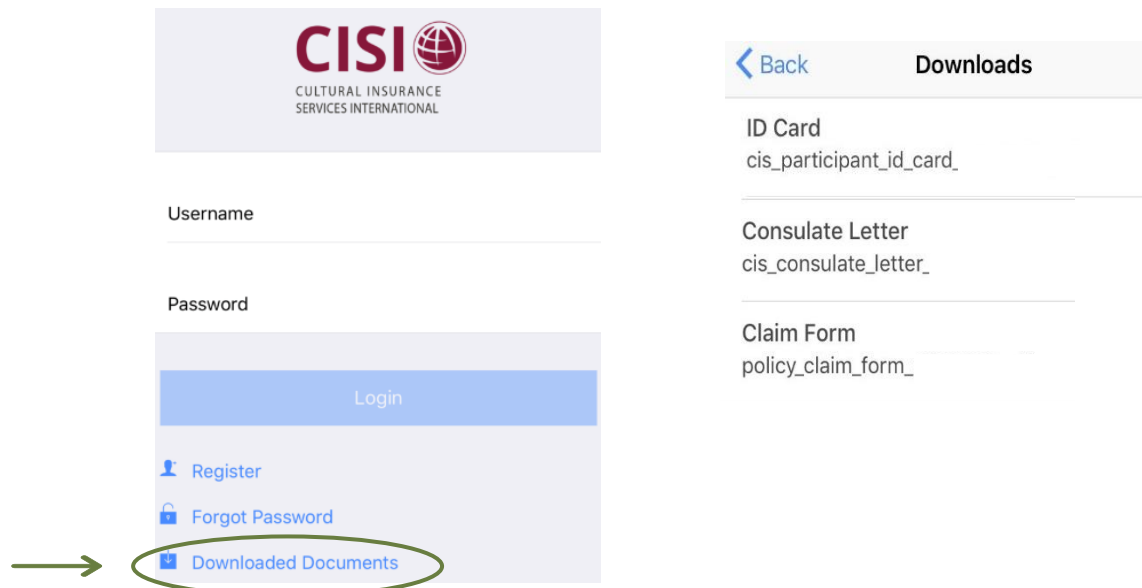 CISI
CULTURAL INSURANCE
SERVICES INTERNATIONAL
Username
Password
Login
Register
Forgot Password
Downloaded Documents
Back
Downloads
ID Card
cis_participant_id_card_
Consulate Letter
cis_consulate_letter_
Claim Form
policy_claim_form_